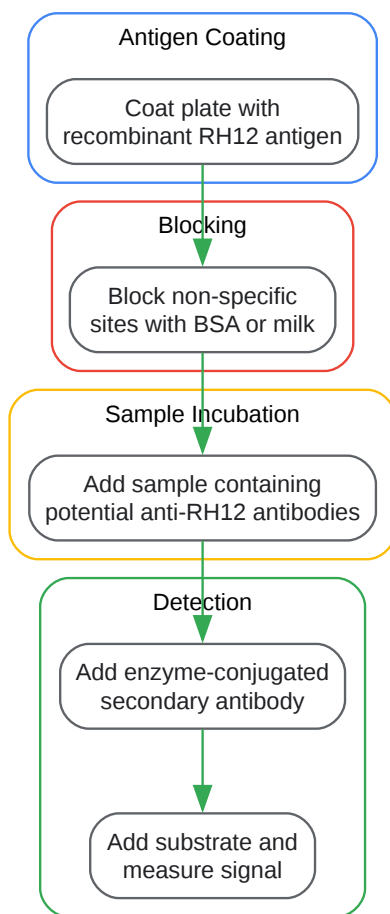 Antigen Coating
Coat plate with
recombinant RH12 antigen
Blocking
Block non-specific
sites with BSA or milk
Sample Incubation
Add sample containing
potential anti-RH12 antibodies
Detection
Add enzyme-conjugated
secondary antibody
Add substrate and
measure signal